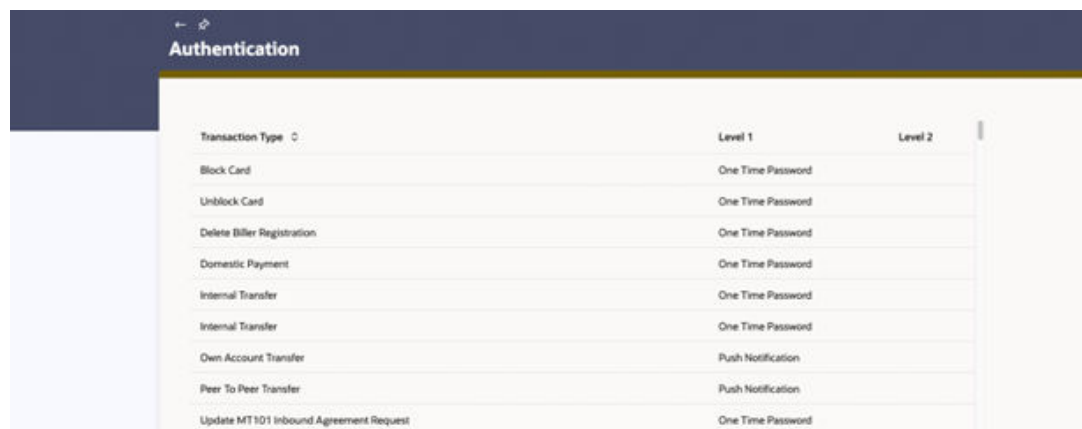 Authentication
Transaction Type Level 1 Level 2
Block Card One Time Password
Unblock Card One Time Password
Delete Biller Registration One Time Password
Domestic Payment One Time Password
Internal Transfer One Time Password
Internal Transfer One Time Password
Own Account Transfer Push Notification
Peer To Peer Transfer Push Notification
Update MT101 Inbound Agreement Request One Time Password